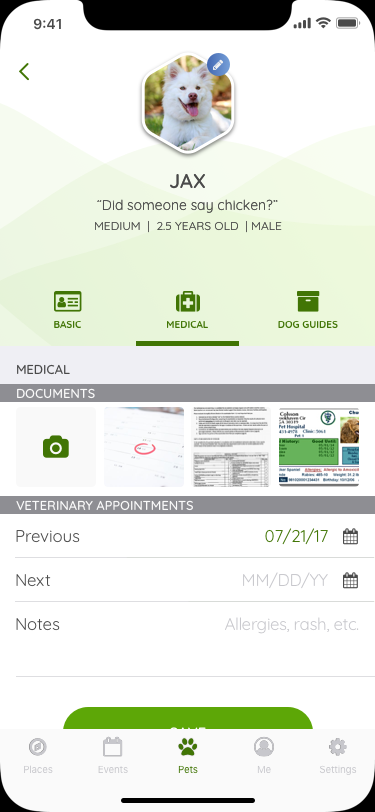 9:41
JAX
“Did someone say chicken?”
MEDIUM | 2.5 YEARS OLD | MALE
BASIC
MEDICAL
DOG GUIDES
MEDICAL
DOCUMENTS
Pet Hospital
VETERINARY APPOINTMENTS
Previous 07/21/17
Next MM/DD/YY
Notes Allergies, rash, etc.
Places
Events
Pets
Me
Settings